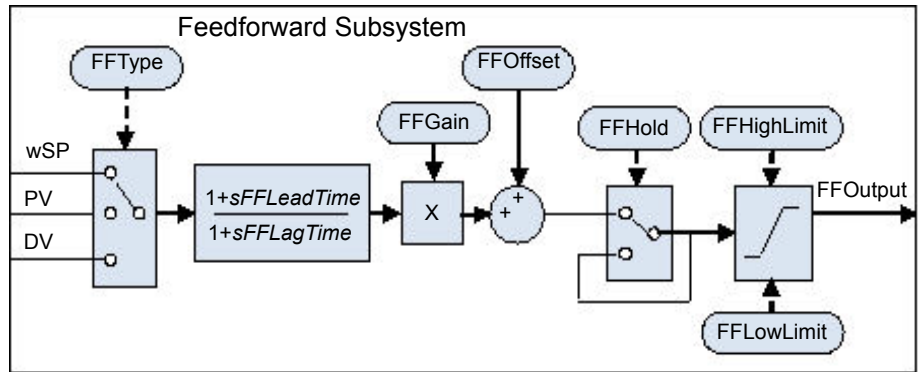 Feedforward Subsystem
FFType
FFOffset
FFGain
FFHold
FFHighLimit
wSP
PV
DV
1+sFFLeadTime
1+sFFLagTime
X
+
+
FFOutput
FFLowLimit